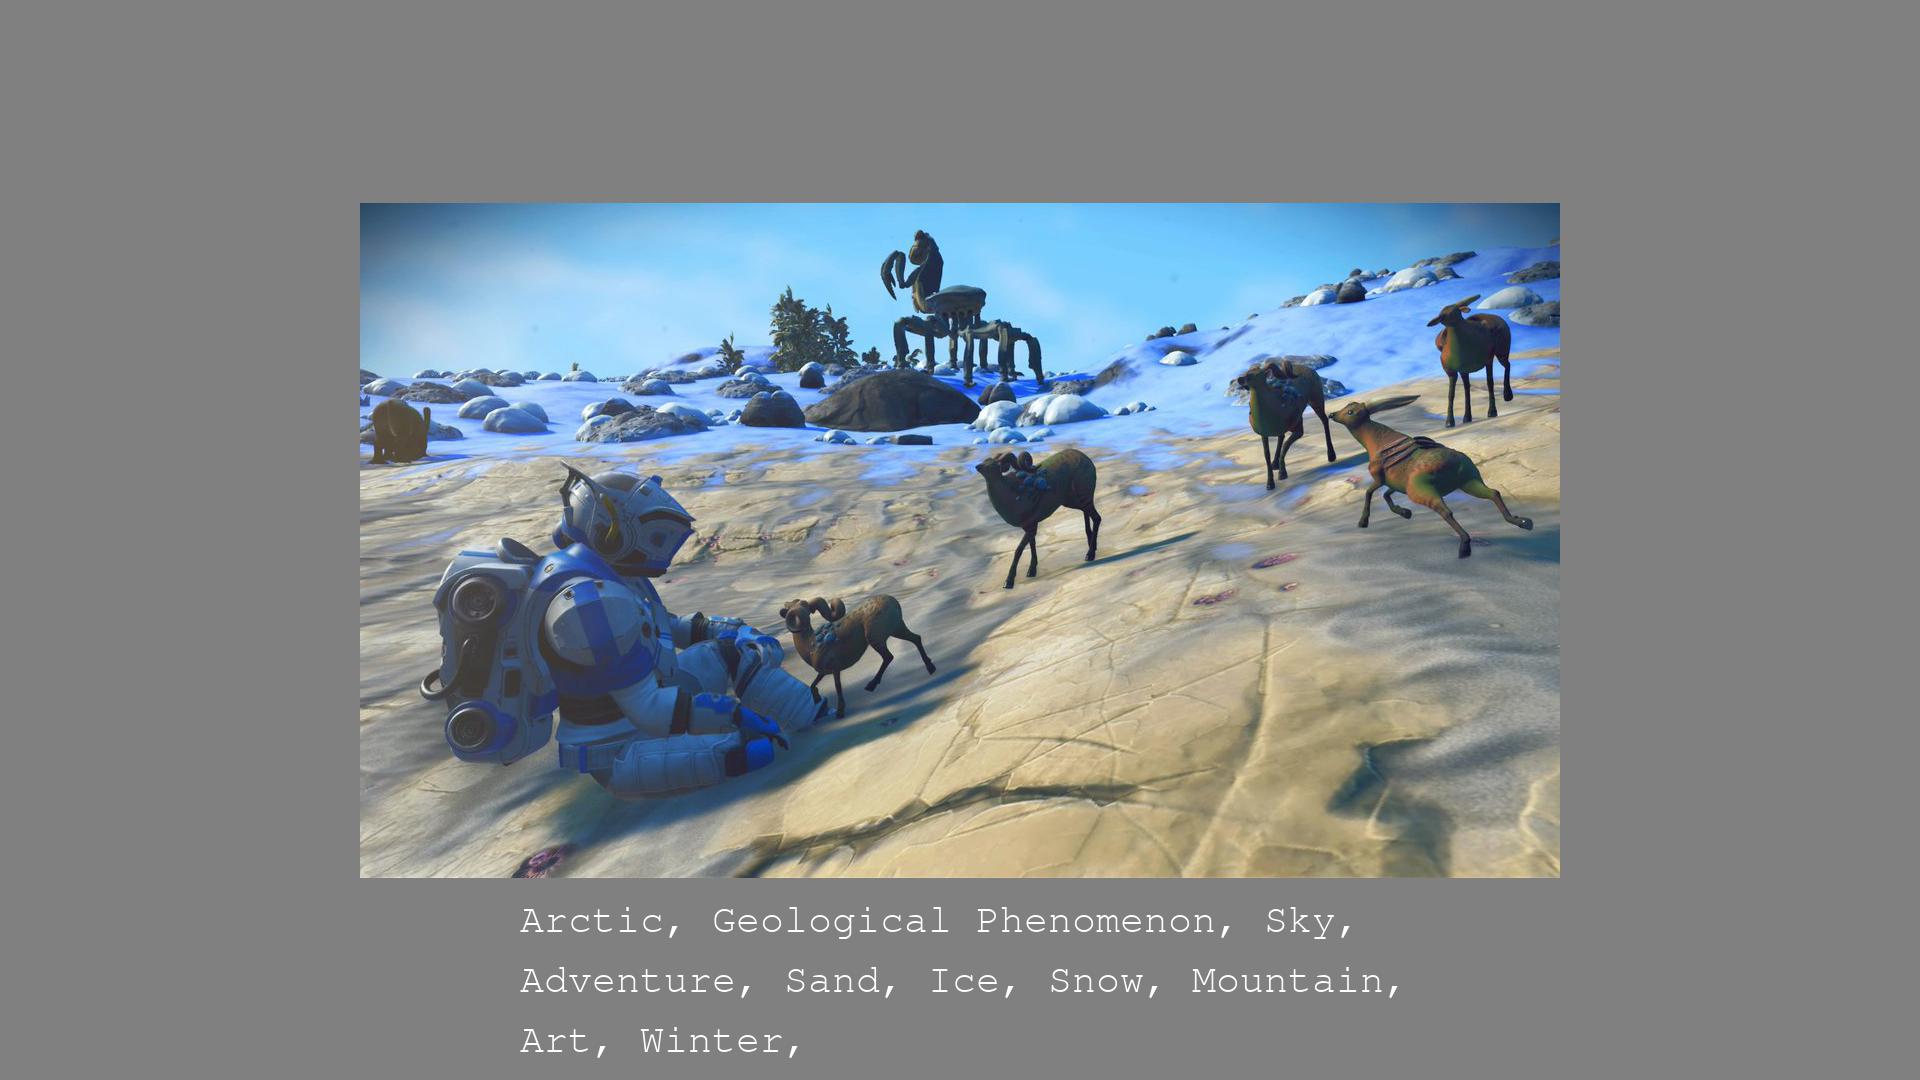 Arctic, Geological Phenomenon, Sky,
Adventure, Sand, Ice, Snow, Mountain,
Art, Winter,